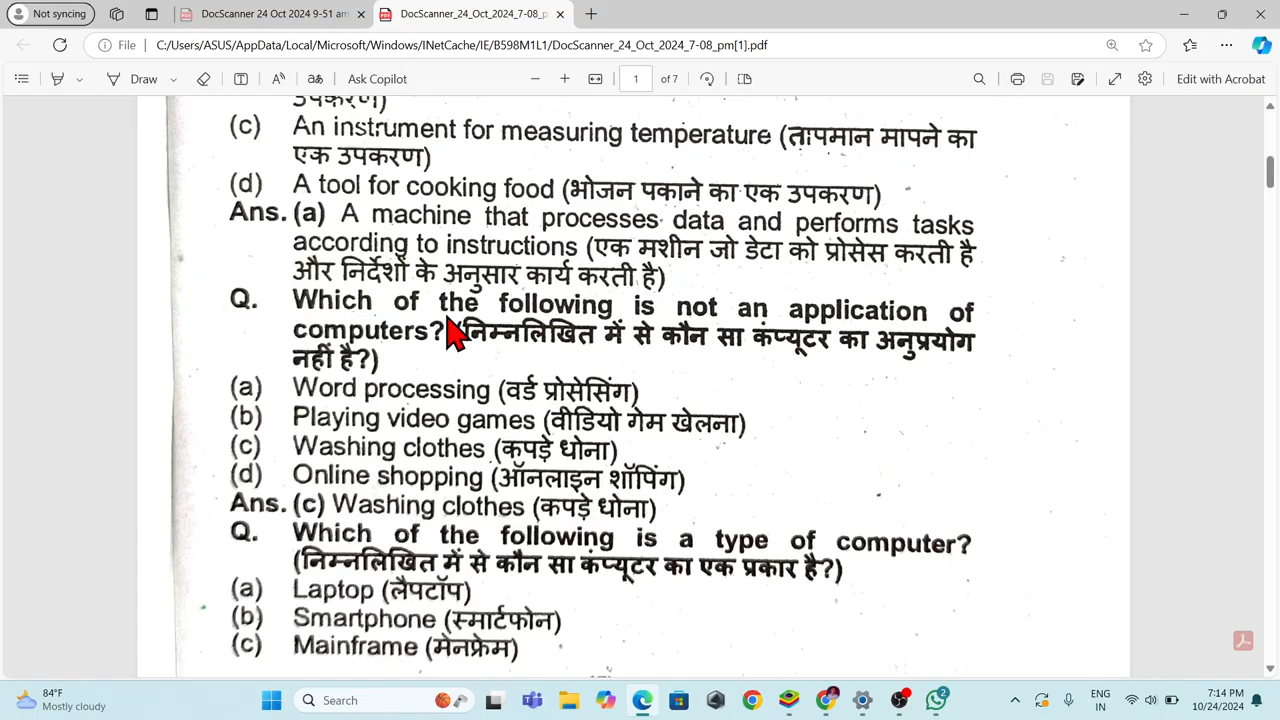 Not syncing
DocScanner 24 Oct 2024 9-51 am
DocScanner_24_Oct_2024_7-08_p
File
C:/Users/ASUS/AppData/Local/Microsoft/Windows/INetCache/IE/B598M1L1/DocScanner_24_Oct_2024_7-08_pm[1].pdf
Draw
Ask Copilot
1 of 7
Edit with Acrobat
उपकरण)
(c) An instrument for measuring temperature (तापमान मापने का
एक उपकरण)
(d) A tool for cooking food (भोजन पकाने का एक उपकरण)
Ans. (a) A machine that processes data and performs tasks
according to instructions (एक मशीन जो डेटा को प्रोसेस करती है
और निर्देशों के अनुसार कार्य करती है)
Q. Which of the following is not an application of
computers? (निम्नलिखित में से कौन सा कंप्यूटर का अनुप्रयोग
नहीं है?)
(a) Word processing (वर्ड प्रोसेसिंग)
(b) Playing video games (वीडियो गेम खेलना)
(c) Washing clothes (कपड़े धोना)
(d) Online shopping (ऑनलाइन शॉपिंग)
Ans. (c) Washing clothes (कपड़े धोना)
Q. Which of the following is a type of computer?
(निम्नलिखित में से कौन सा कंप्यूटर का एक प्रकार है?)
(a) Laptop (लैपटॉप)
(b) Smartphone (स्मार्टफोन)
(c) Mainframe (मेनफ्रेम)
84°F
Mostly cloudy
Search
2
ENG
IN
7:14 PM
10/24/2024